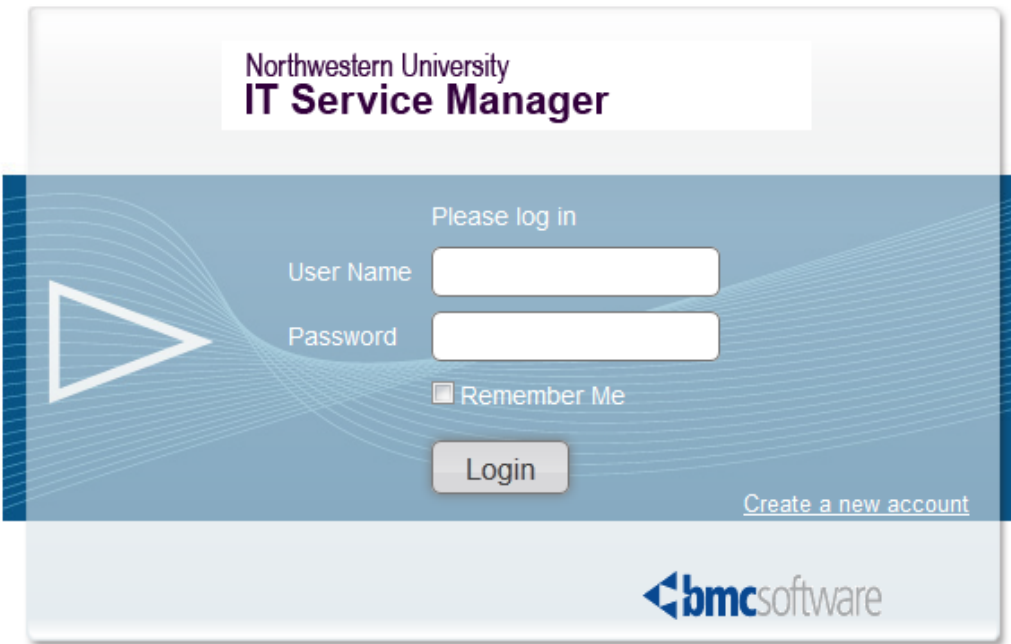 Northwestern University
IT Service Manager
Please log in
User Name
Password
Remember Me
Login
Create a new account
bmcsoftware